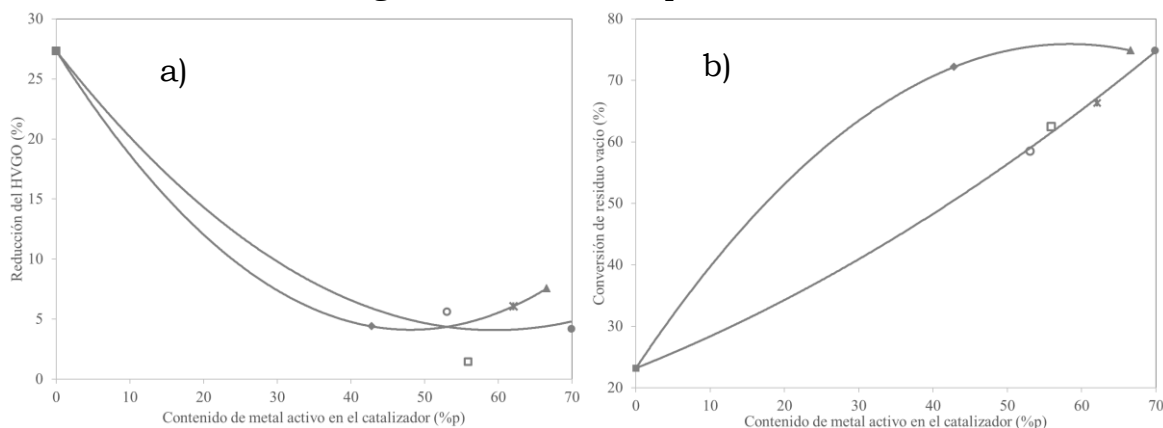 a)
30
25
20
15
10
5
0
Reducción del HVGO (%)
0 10 20 30 40 50 60 70
Contenido de metal activo en el catalizador (%p)
b)
80
70
60
50
40
30
20
Conversión de residuo vacio (%)
0 10 20 30 40 50 60 70
Contenido de metal activo en el catalizador (%p)